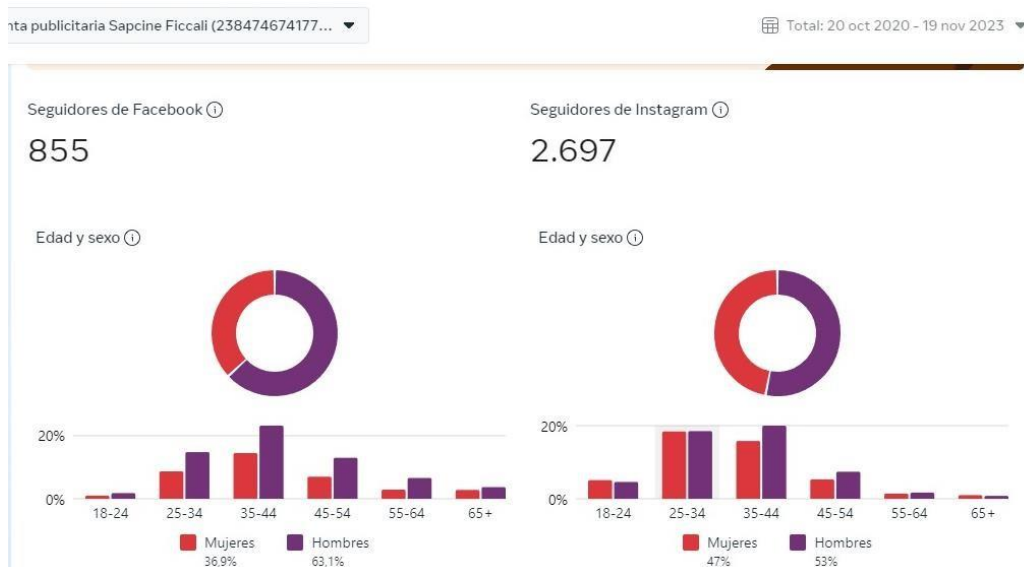 nta publicitaria Sapcine Ficcali (238474674177...
Total: 20 oct 2020 - 19 nov 2023
Seguidores de Facebook
855
Edad y sexo
20%
0%
18-24 25-34 35-44 45-54 55-64 65+
Mujeres Hombres
36,9% 63,1%
Seguidores de Instagram
2.697
Edad y sexo
20%
0%
18-24 25-34 35-44 45-54 55-64 65+
Mujeres Hombres
47% 53%